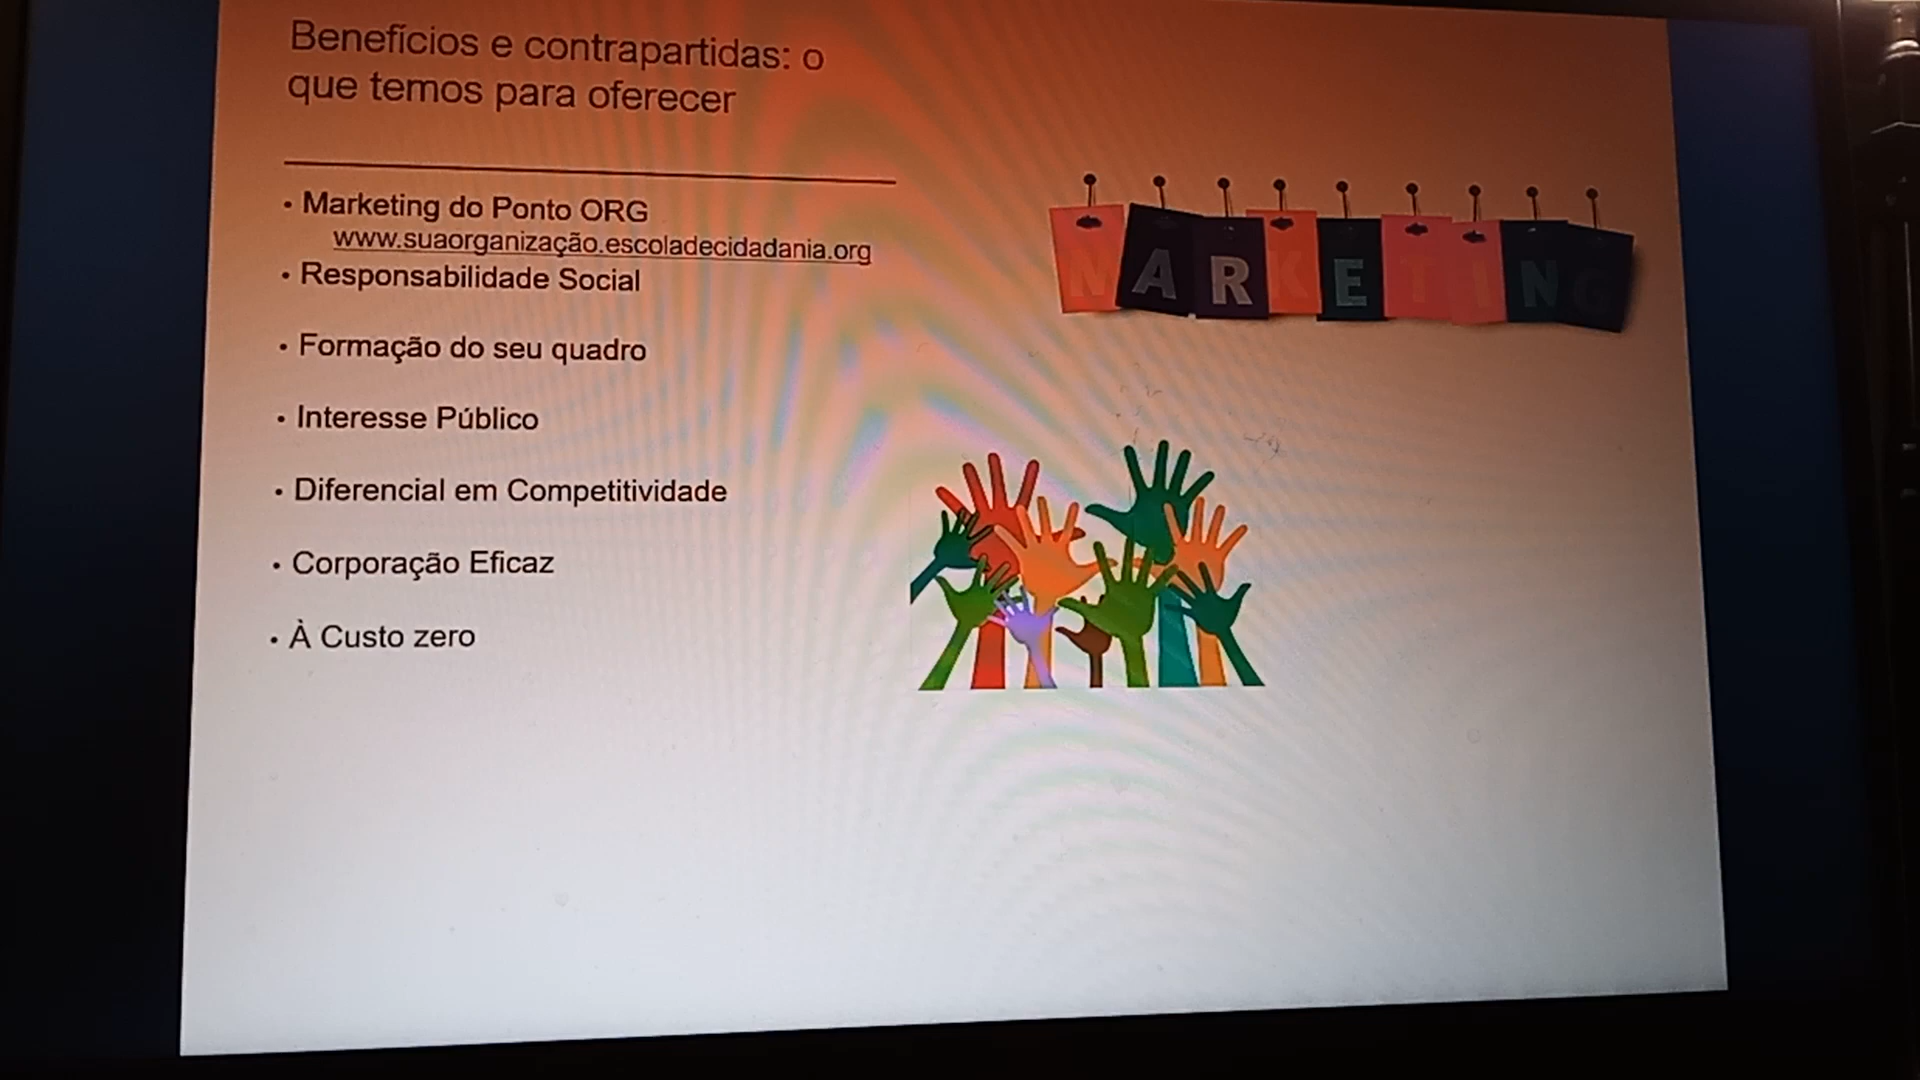 Benefícios e contrapartidas: o
que temos para oferecer
• Marketing do Ponto ORG
www.suaorganização.escoladecidadania.org
• Responsabilidade Social
• Formação do seu quadro
• Interesse Público
• Diferencial em Competitividade
• Corporação Eficaz
• À Custo zero
MARKETING